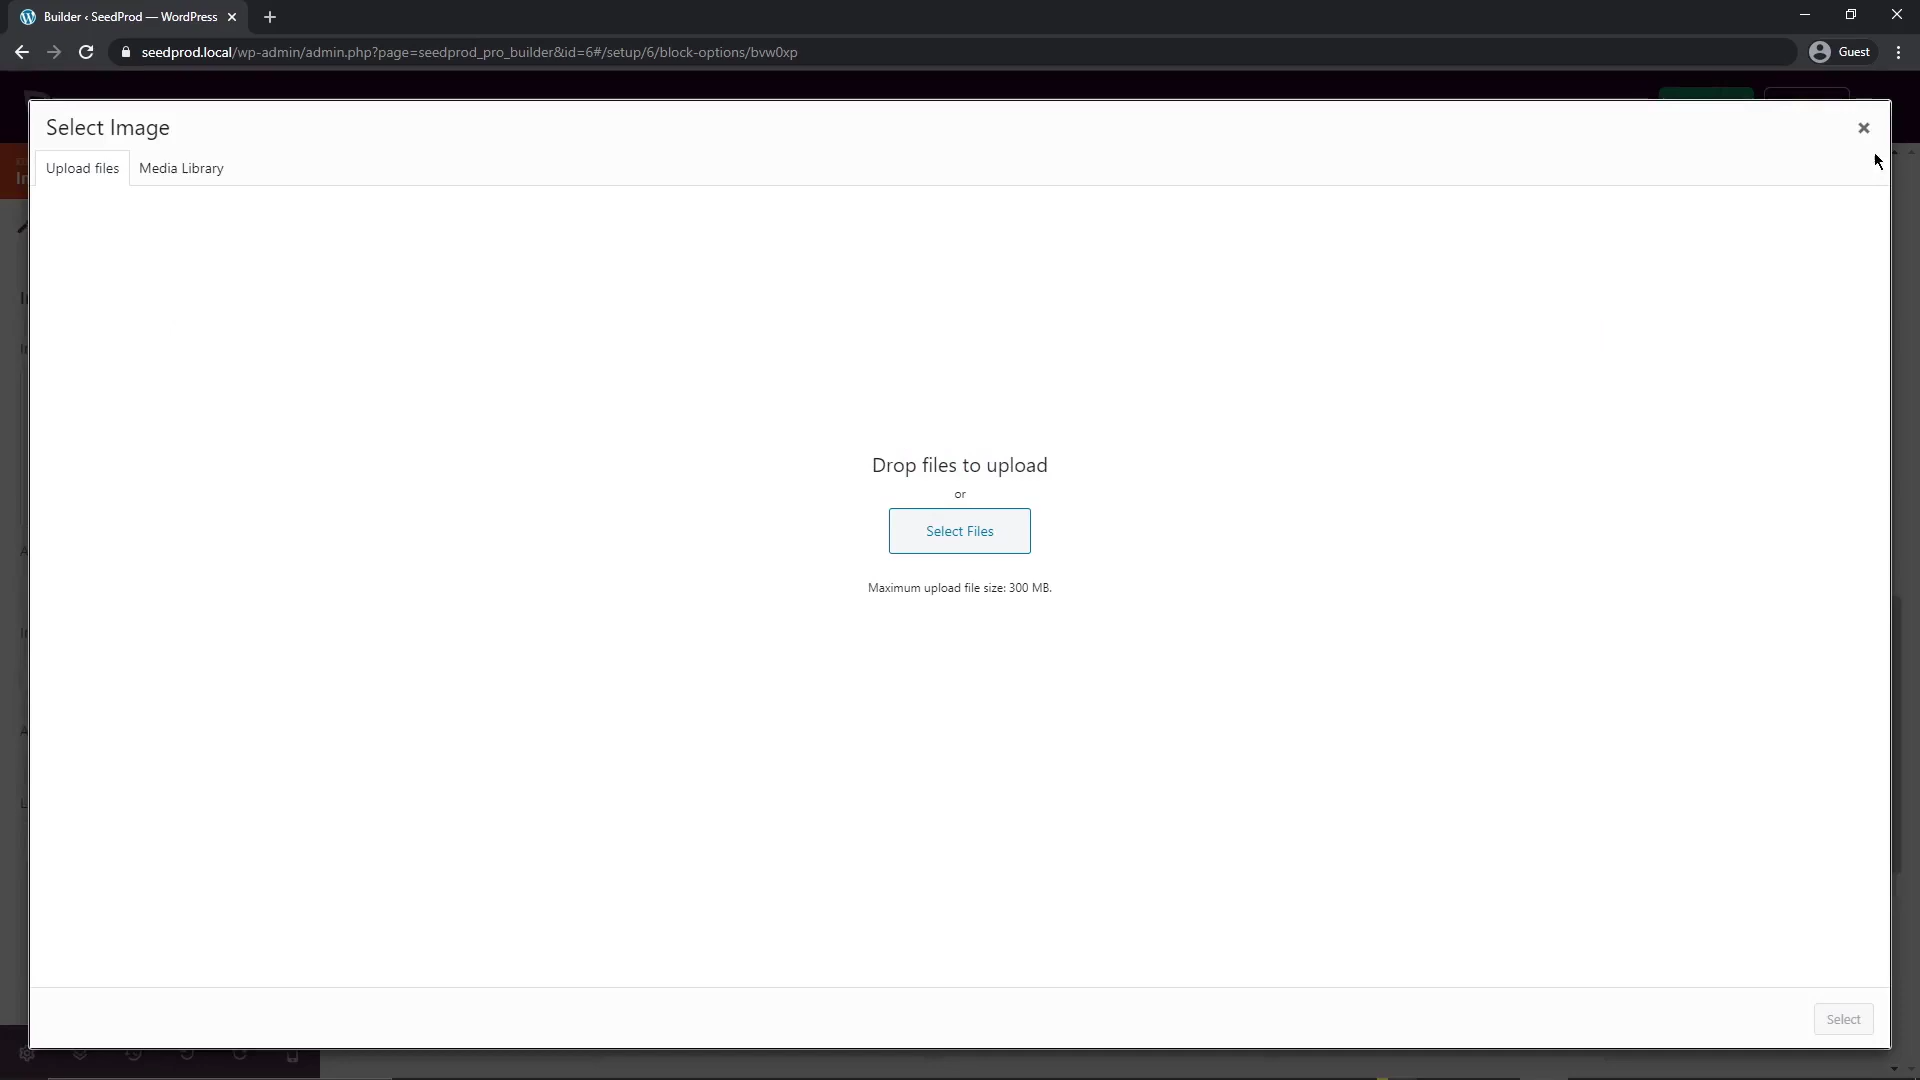 Builder ‹ SeedProd — WordPress
seedprod.local/wp-admin/admin.php?page=seedprod_pro_builder&id=6#/setup/6/block-options/bvw0xp
Guest
Select Image
Upload files
Media Library
Drop files to upload
or
Select Files
Maximum upload file size: 300 MB.
Select